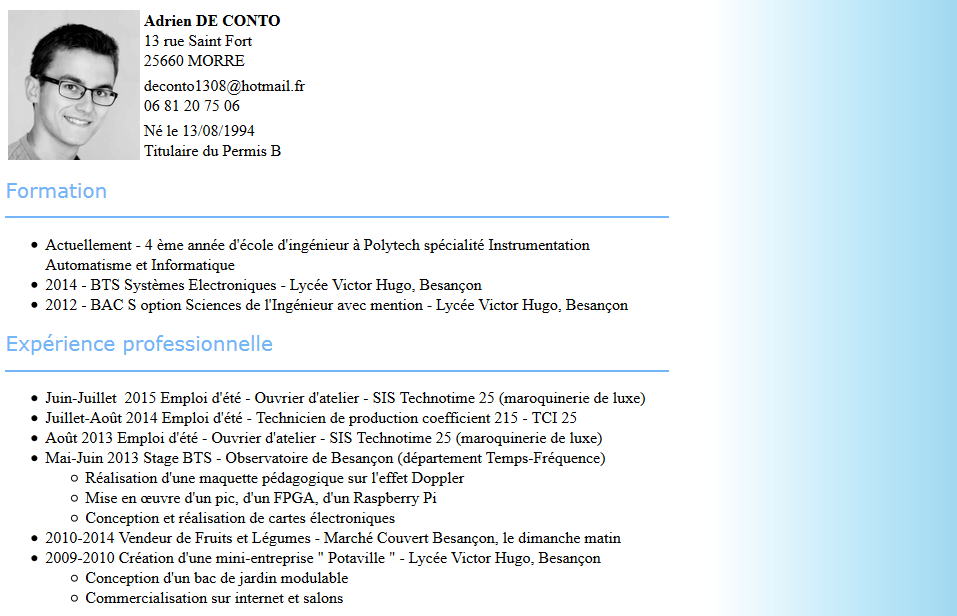 Adrien DE CONTO
13 rue Saint Fort
25660 MORRE
deconto1308@hotmail.fr
06 81 20 75 06
Né le 13/08/1994
Titulaire du Permis B
Formation
Actuellement - 4 ème année d'école d'ingénieur à Polytech spécialité Instrumentation
Automatisme et Informatique
2014 - BTS Systèmes Electroniques - Lycée Victor Hugo, Besançon
2012 - BAC S option Sciences de l'Ingénieur avec mention - Lycée Victor Hugo, Besançon
Expérience professionnelle
Juin-Juillet  2015 Emploi d'été - Ouvrier d'atelier - SIS Technotime 25 (maroquinerie de luxe)
Juillet-Août 2014 Emploi d'été - Technicien de production coefficient 215 - TCI 25
Août 2013 Emploi d'été - Ouvrier d'atelier - SIS Technotime 25 (maroquinerie de luxe)
Mai-Juin 2013 Stage BTS - Observatoire de Besançon (département Temps-Fréquence)
Réalisation d'une maquette pédagogique sur l'effet Doppler
Mise en œuvre d'un pic, d'un FPGA, d'un Raspberry Pi
Conception et réalisation de cartes électroniques
2010-2014 Vendeur de Fruits et Légumes - Marché Couvert Besançon, le dimanche matin
2009-2010 Création d'une mini-entreprise " Potaville " - Lycée Victor Hugo, Besançon
Conception d'un bac de jardin modulable
Commercialisation sur internet et salons